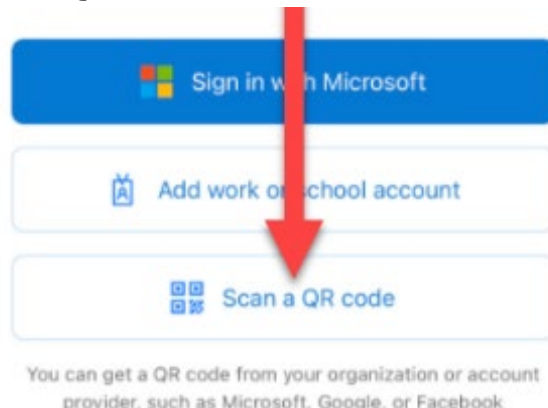 Sign in with Microsoft
Add work or school account
Scan a QR code
You can get a QR code from your organization or account
provider, such as Microsoft, Google, or Facebook